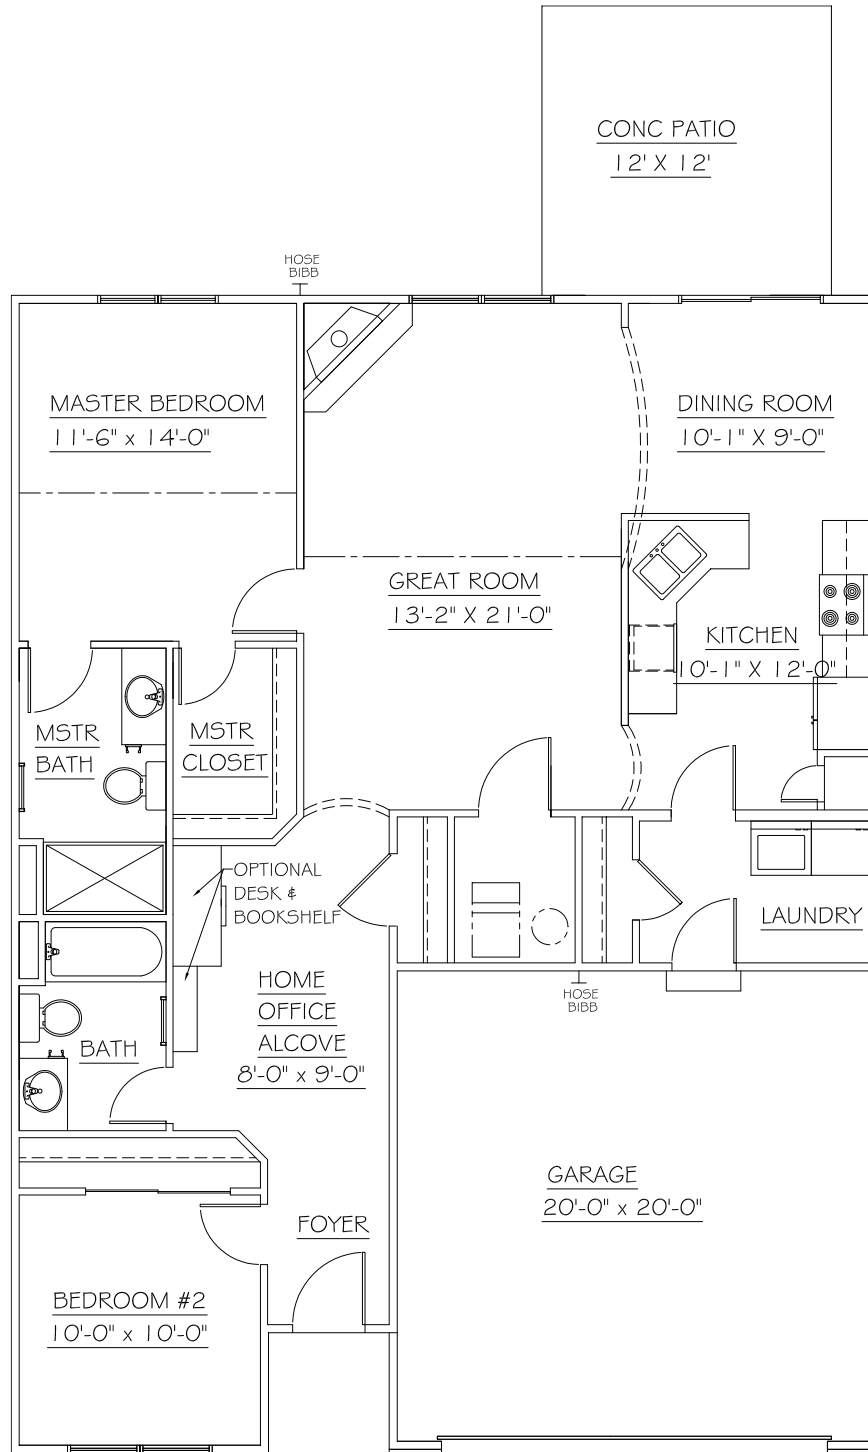 CONC PATIO
12' X 12'
HOSE
BIBB
MASTER BEDROOM
11'-6" x 14'-0"
DINING ROOM
10'-1" X 9'-0"
GREAT ROOM
13'-2" X 21'-0"
KITCHEN
10'-1" X 12'-0"
MSTR
BATH
MSTR
CLOSET
OPTIONAL
DESK &
BOOKSHELF
LAUNDRY
HOME
OFFICE
ALCOVE
8'-0" x 9'-0"
HOSE
BIBB
BATH
GARAGE
20'-0" x 20'-0"
FOYER
BEDROOM #2
10'-0" x 10'-0"